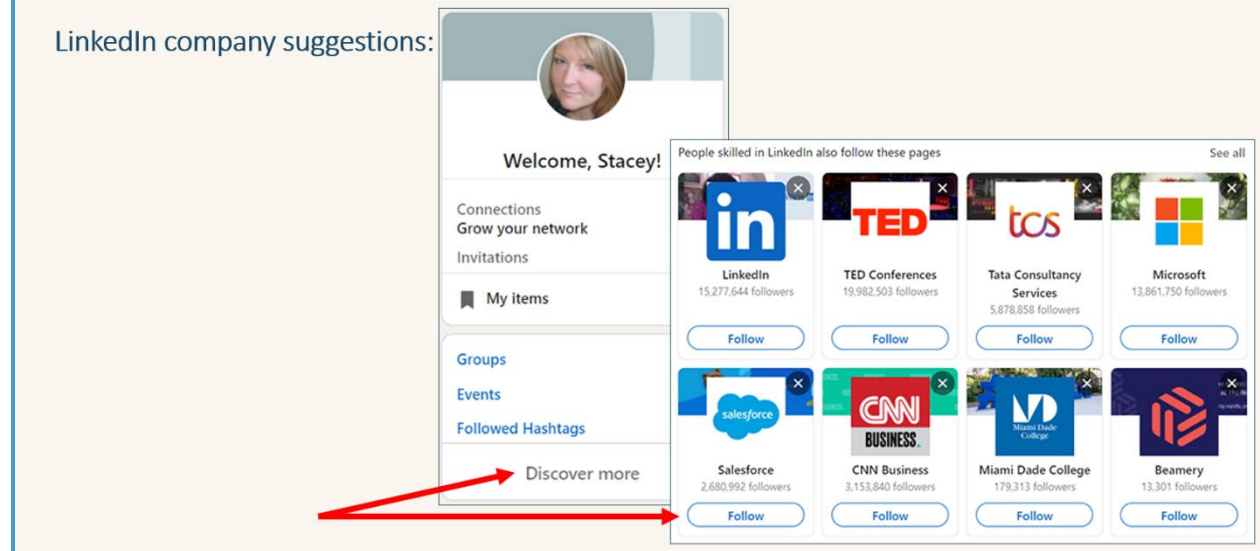 LinkedIn company suggestions:
Welcome, Stacey!
Connections
Grow your network
Invitations
My items
Groups
Events
Followed Hashtags
Discover more
People skilled in LinkedIn also follow these pages See all
in
TED
tcs
LinkedIn
15,277,644 followers
Follow
TED Conferences
19,982,503 followers
Follow
Tata Consultancy
Services
5,878,858 followers
Follow
Microsoft
13,861,750 followers
Follow
salesforce
Salesforce
2,680,992 followers
Follow
CNN
BUSINESS
CNN Business
3,153,840 followers
Follow
Miami Dade
College
Miami Dade College
179,313 followers
Follow
Beamery
13,301 followers
Follow